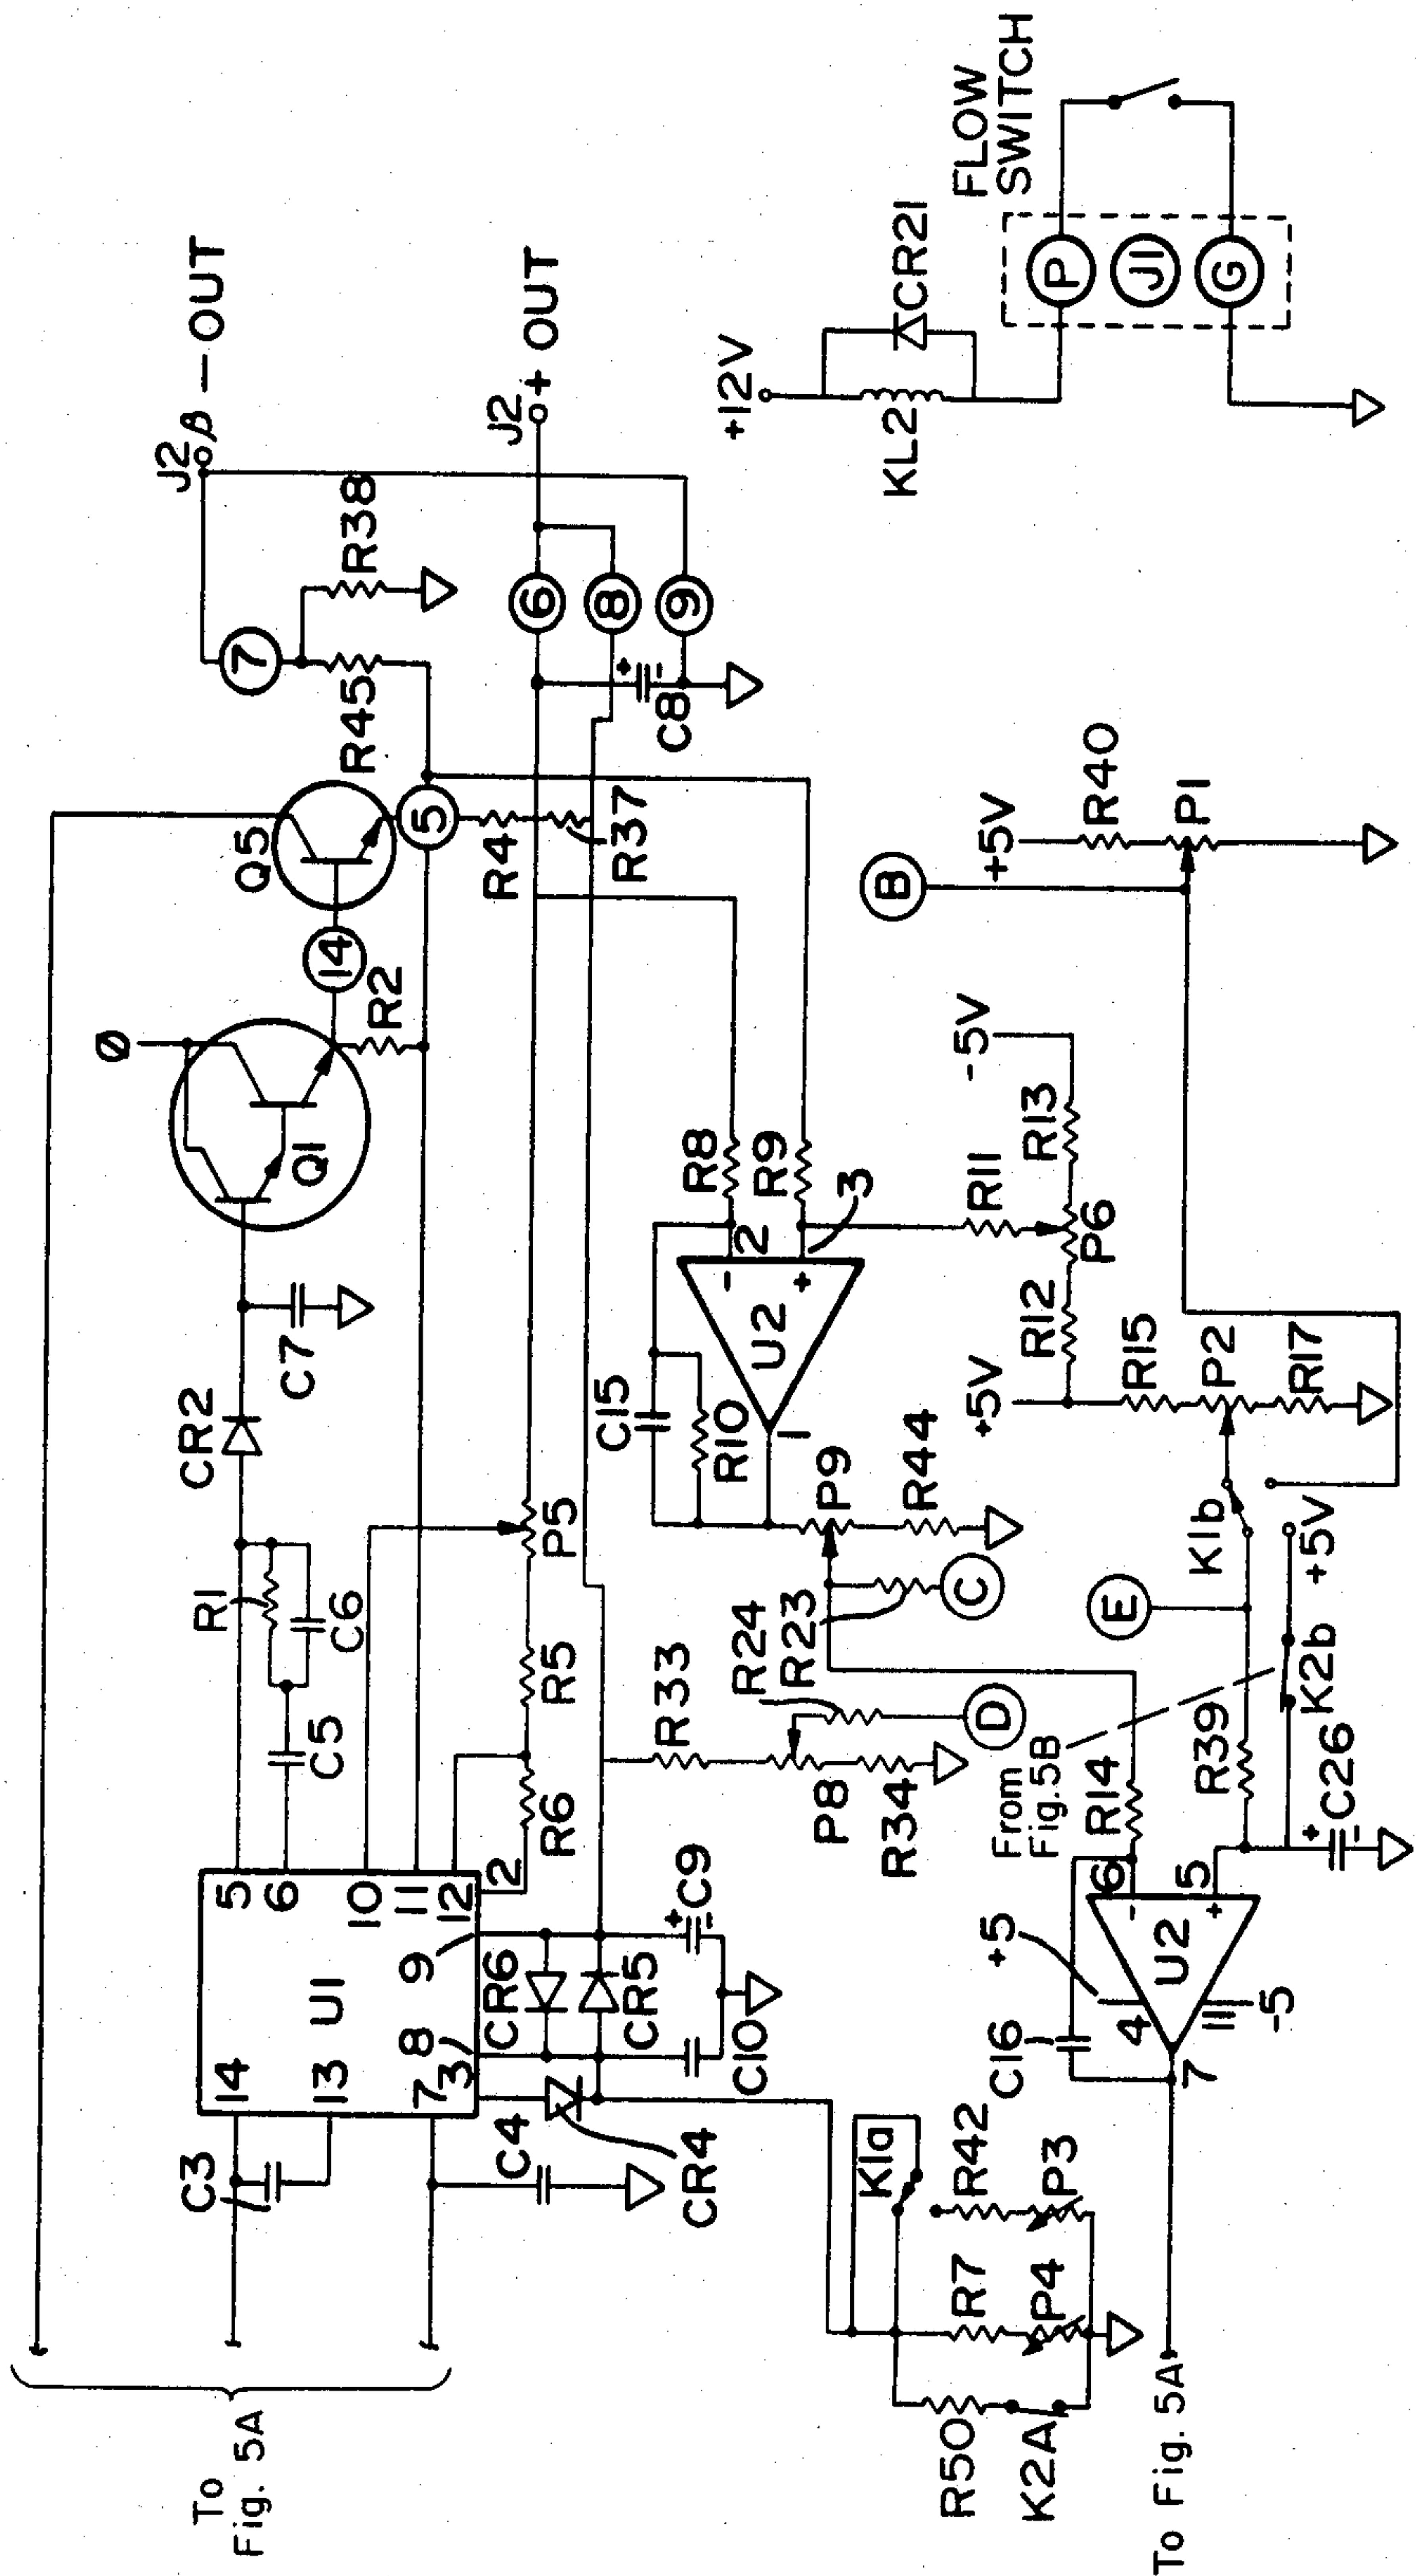 J2
β - OUT
J2
+ OUT
7
R38
R45
6
8
9
C8
Q5
5
R4
R37
14
Ø
R2
Q1
CR2
C7
R1
C6
C5
P5
R5
R6
5
6
10
11
12
2
U1
14
13
7
3
8
9
C3
C4
CR4
CR6
CR5
C9
+
-
C10
To
Fig. 5A
+12V
KL2
CR21
FLOW
SWITCH
P
J1
G
R8
R9
2
3
-
+
U2
1
C15
R10
P9
R44
R23
C
R24
D
R33
P8
R34
R11
-5V
R13
P6
R12
+5V
R15
P2
R17
B
+5V
R40
P1
K1b
E
+5V
K2b
R39
From
Fig.5B
R14
C26
+
-
6
5
-
+
U2
+5
4
11
-5
C16
7
K1a
R42
P3
R7
P4
R50
K2A
To Fig. 5A